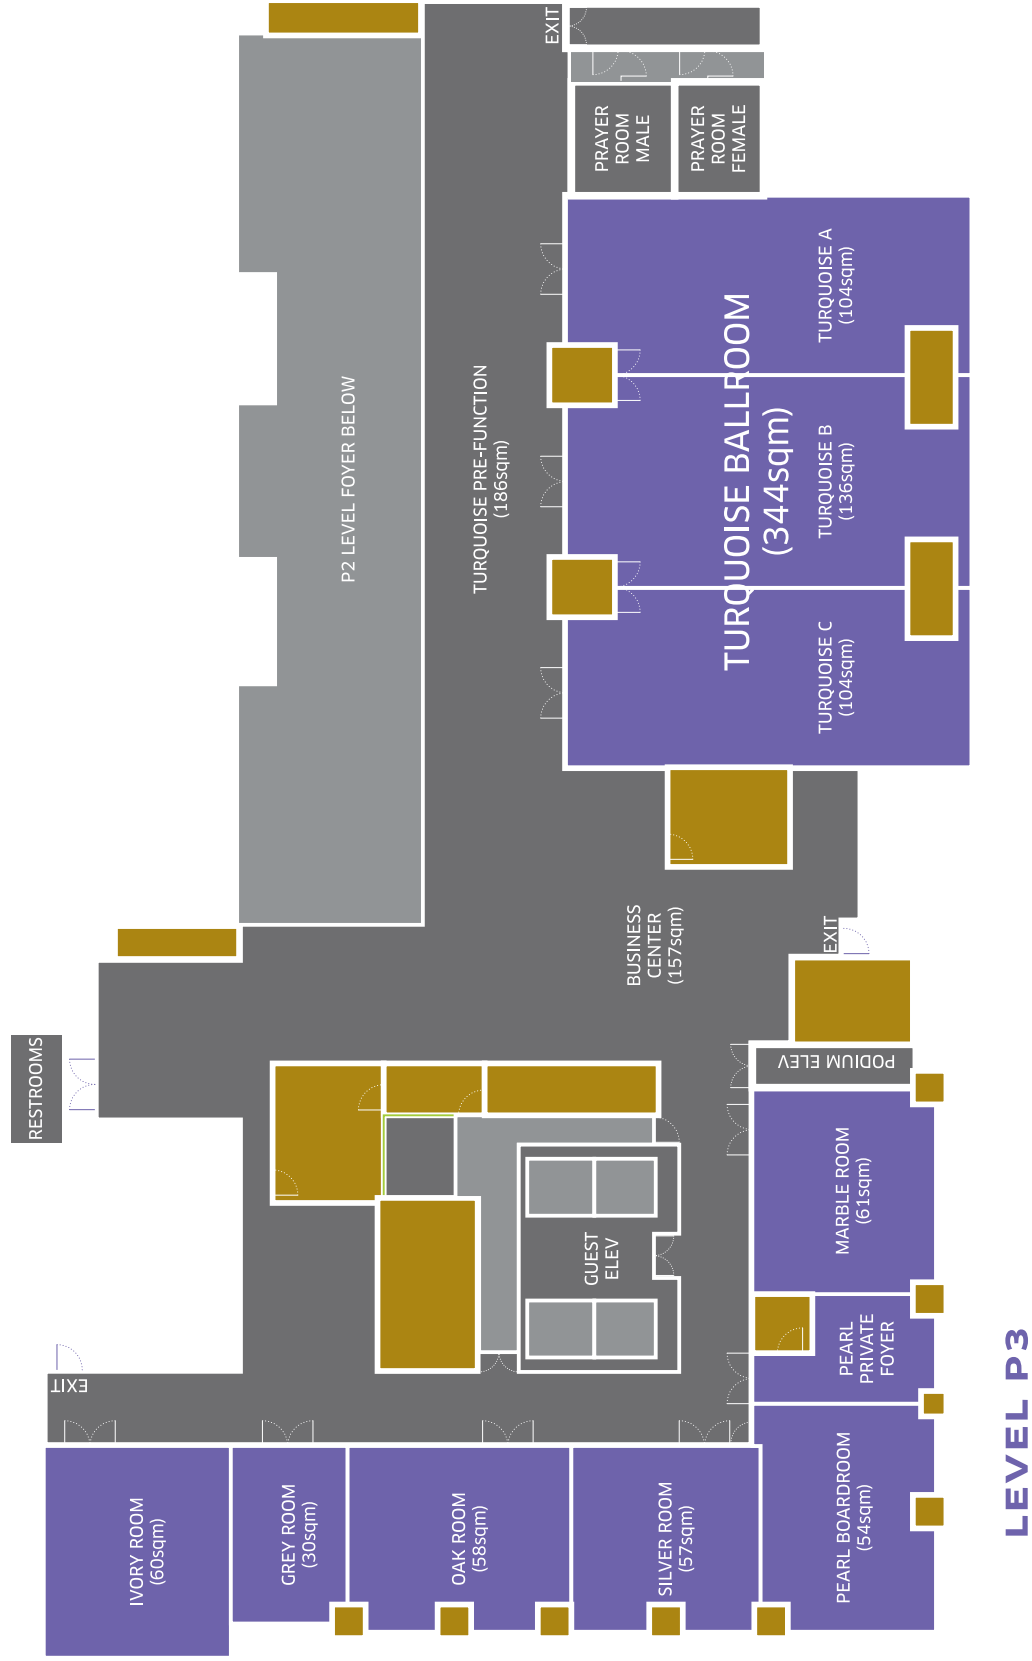 LEVEL P3
IVORY ROOM
(60sqm)
GREY ROOM
(30sqm)
OAK ROOM
(58sqm)
SILVER ROOM
(57sqm)
PEARL BOARDROOM
(54sqm)
EXIT
PEARL
PRIVATE
FOYER
MARBLE ROOM
(61sqm)
GUEST
ELEV
PODIUM ELEV
RESTROOMS
BUSINESS
CENTER
(157sqm)
EXIT
P2 LEVEL FOYER BELOW
TURQUOISE PRE-FUNCTION
(186sqm)
TURQUOISE BALLROOM
(344sqm)
TURQUOISE C
(104sqm)
TURQUOISE B
(136sqm)
TURQUOISE A
(104sqm)
PRAYER
ROOM
MALE
PRAYER
ROOM
FEMALE
EXIT